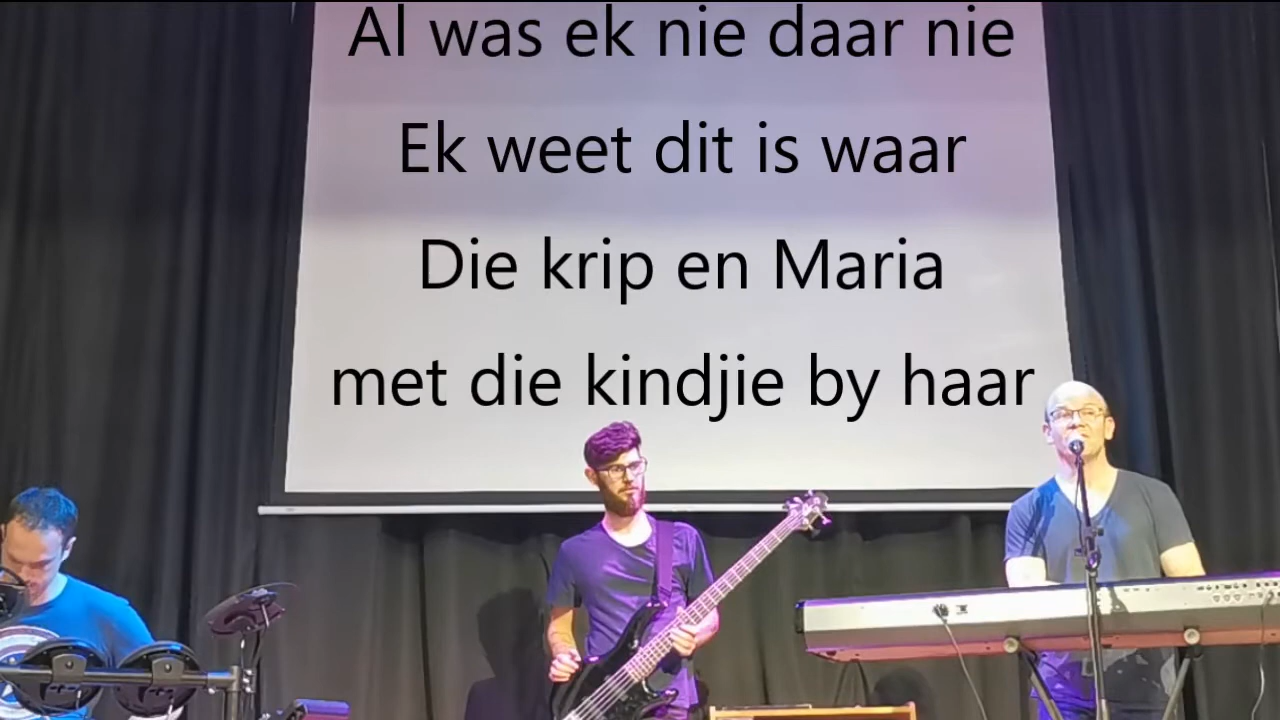 Al was ek nie daar nie
Ek weet dit is waar
Die krip en Maria
met die kindjie by haar